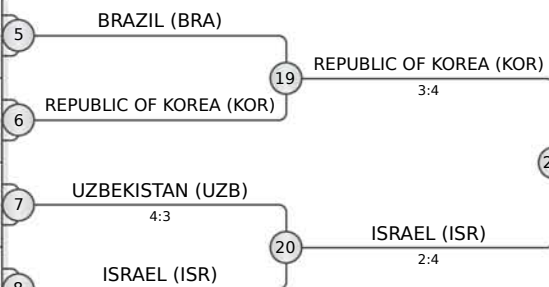 BRAZIL (BRA)
5
19
REPUBLIC OF KOREA (KOR)
3:4
REPUBLIC OF KOREA (KOR)
6
UZBEKISTAN (UZB)
7
4:3
20
ISRAEL (ISR)
2:4
ISRAEL (ISR)
8